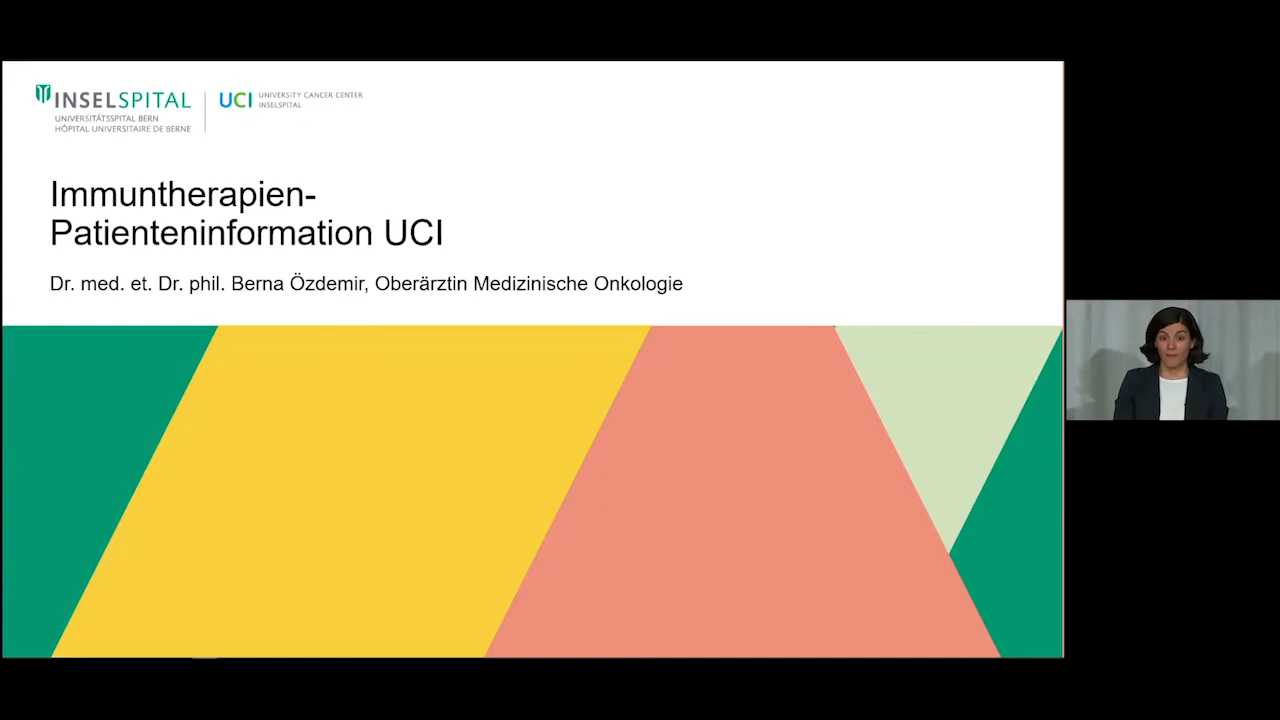 INSELSPITAL
UNIVERSITÄTSSPITAL BERN
HÔPITAL UNIVERSITAIRE DE BERNE
UCI UNIVERSITY CANCER CENTER
INSELSPITAL
Immuntherapien-
Patienteninformation UCI
Dr. med. et. Dr. phil. Berna Özdemir, Oberärztin Medizinische Onkologie